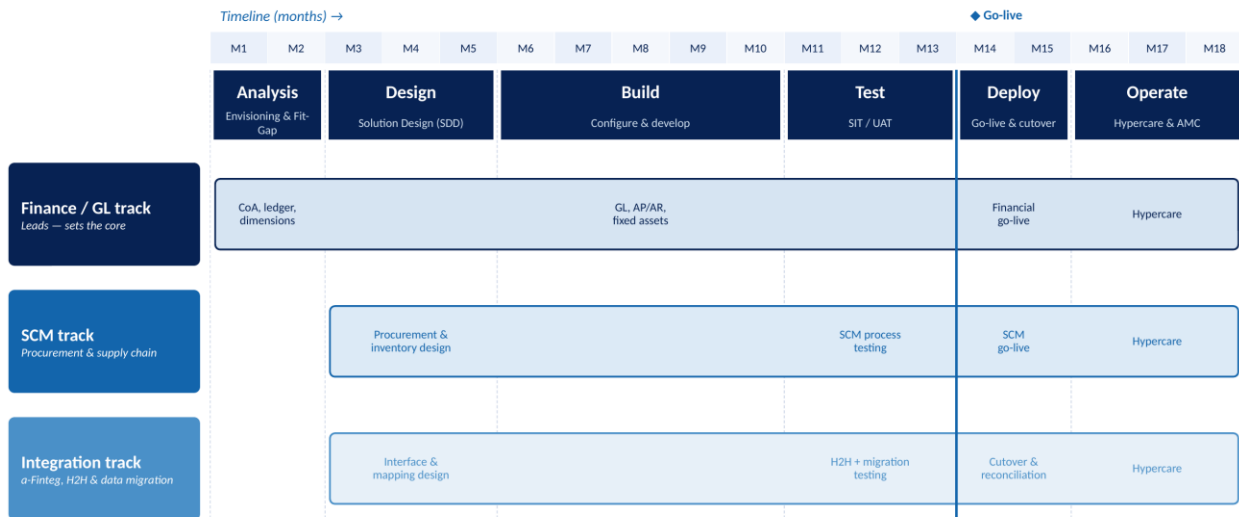 Timeline (months) →
◆ Go-live
M1 M2 M3 M4 M5 M6 M7 M8 M9 M10 M11 M12 M13 M14 M15 M16 M17 M18
Analysis
Envisioning & Fit-
Gap
Design
Solution Design (SDD)
Build
Configure & develop
Test
SIT / UAT
Deploy
Go-live & cutover
Operate
Hypercare & AMC
Finance / GL track
Leads — sets the core
CoA, ledger,
dimensions
GL, AP/AR,
fixed assets
Financial
go-live
Hypercare
SCM track
Procurement & supply chain
Procurement &
inventory design
SCM process
testing
SCM
go-live
Hypercare
Integration track
a-Finteg, H2H & data migration
Interface &
mapping design
H2H + migration
testing
Cutover &
reconciliation
Hypercare